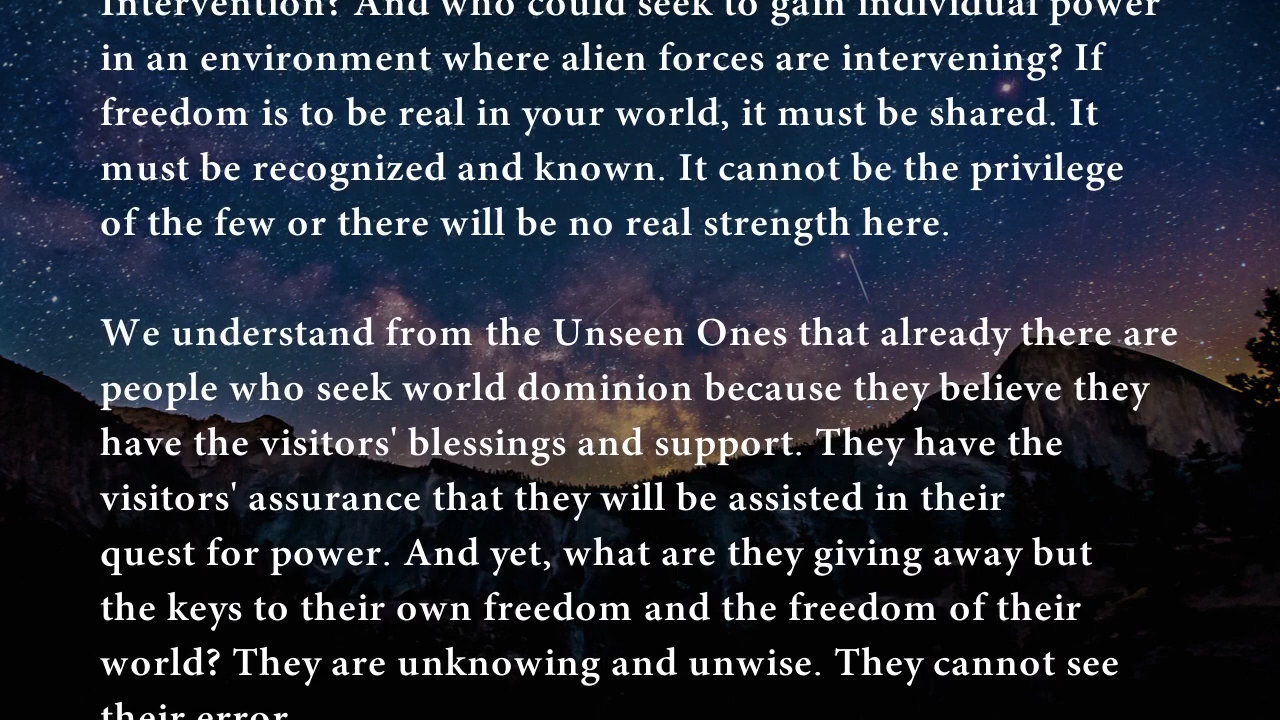 Intervention? And who could seek to gain individual power
in an environment where alien forces are intervening? If
freedom is to be real in your world, it must be shared. It
must be recognized and known. It cannot be the privilege
of the few or there will be no real strength here.
We understand from the Unseen Ones that already there are
people who seek world dominion because they believe they
have the visitors' blessings and support. They have the
visitors' assurance that they will be assisted in their
quest for power. And yet, what are they giving away but
the keys to their own freedom and the freedom of their
world? They are unknowing and unwise. They cannot see
their error.